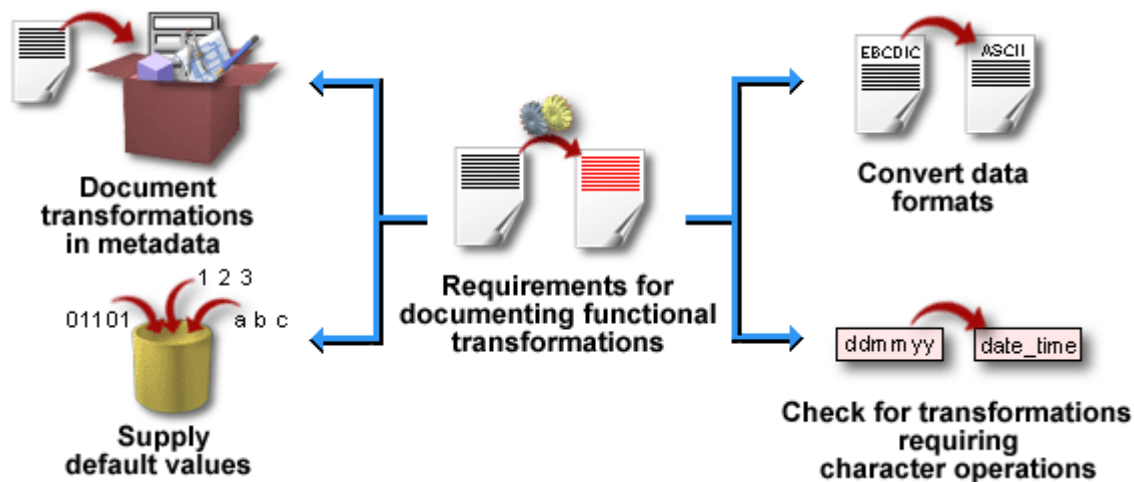 EBCDIC
ASCII
Document
transformations
in metadata
Convert data
formats
Requirements for
documenting functional
transformations
1 2 3
01101
a b c
ddmmyy
date_time
Supply
default values
Check for transformations
requiring
character operations